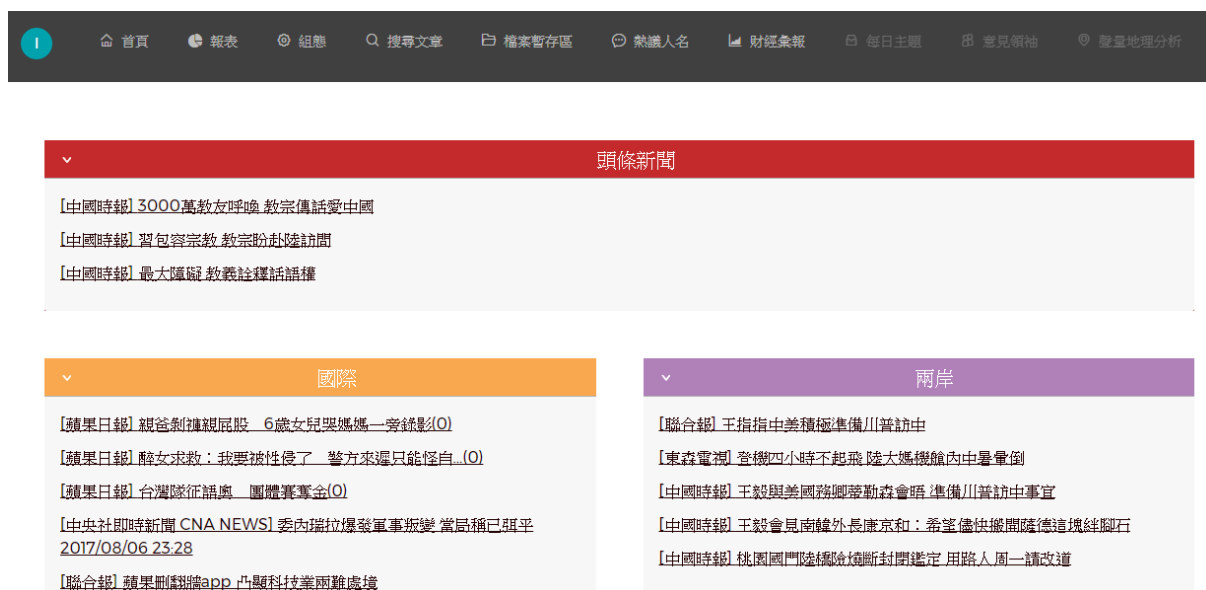 I 首頁 報表 組態 搜尋文章 檔案暫存區 熱議人名 財經彙報 每日主題 意見領袖 聲量地理分析
頭條新聞
[中國時報] 3000萬教友呼喚 教宗傳話愛中國
[中國時報] 習包容宗教 教宗盼赴陸訪問
[中國時報] 最大障礙 教義詮釋話語權
國際
[蘋果日報] 親爸剝褲親屁股 6歲女兒哭媽媽一旁錄影(0)
[蘋果日報] 醉女求救：我要被性侵了 警方來遲只能怪自...(0)
[蘋果日報] 台灣隊征語奧 團體賽奪金(0)
[中央社即時新聞 CNA NEWS] 委內瑞拉爆發軍事叛變 當局稱已弭平
2017/08/06 23:28
[聯合報] 蘋果刪翻牆app 凸顯科技業兩難處境
兩岸
[聯合報] 王指指中美積極準備川普訪中
[東森電視] 登機四小時不起飛 陸大媽機艙內中暑暈倒
[中國時報] 王毅與美國務卿蒂勒森會晤 準備川普訪中事宜
[中國時報] 王毅會見南韓外長康京和：希望儘快搬開薩德這塊絆腳石
[中國時報] 桃園國門陸橋險燒斷封閉鑑定 用路人周一請改道